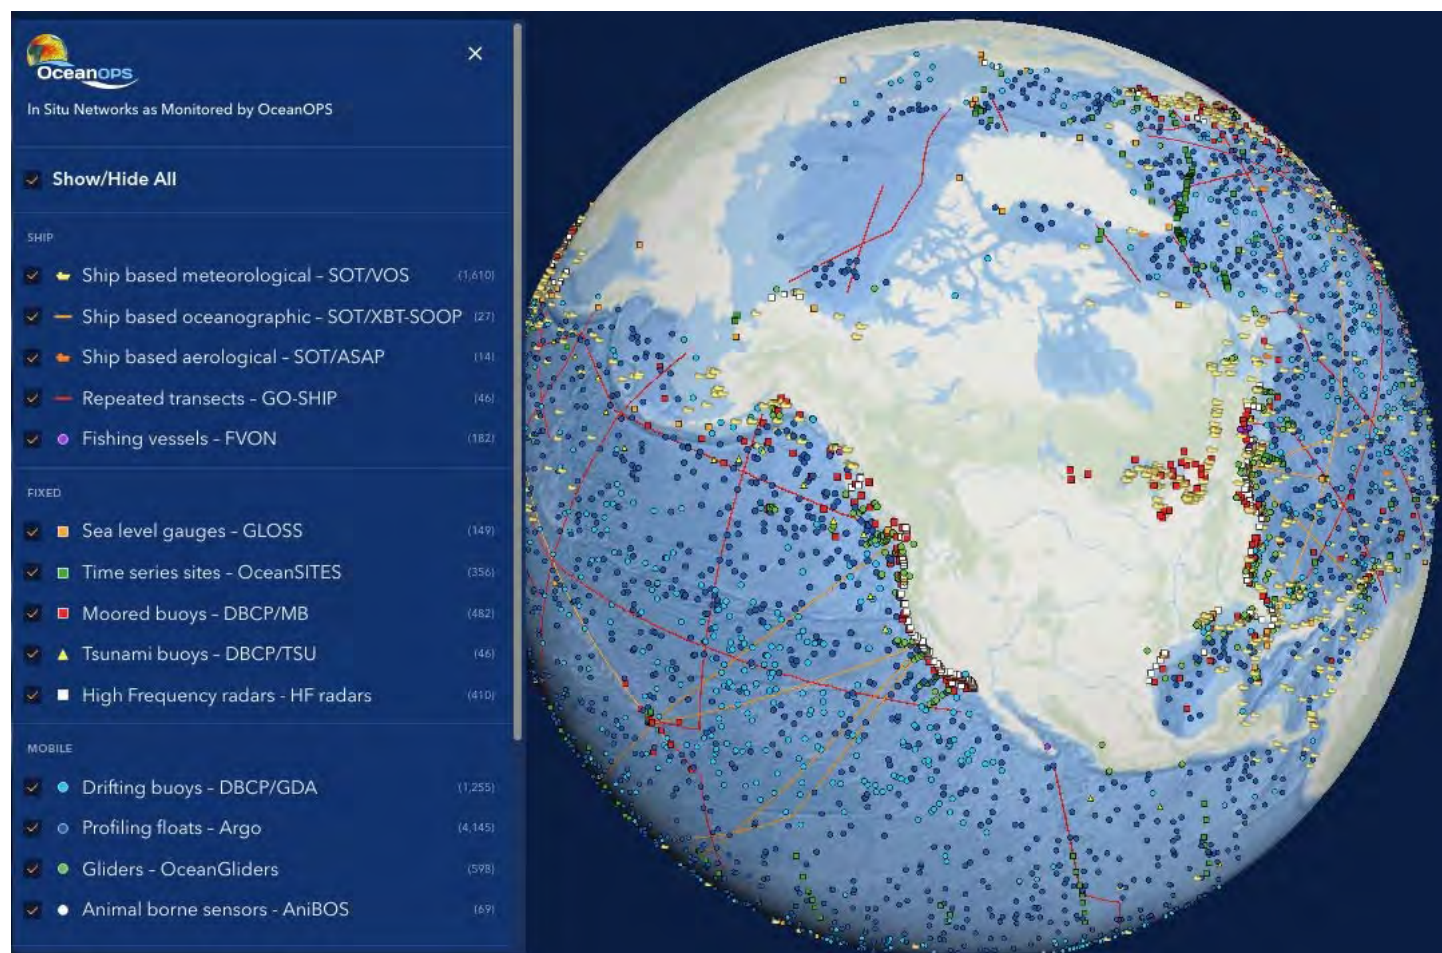 OceanOPS
In Situ Networks as Monitored by OceanOPS
Show/Hide All
SHIP
Ship based meteorological - SOT/VOS (1,610)
Ship based oceanographic - SOT/XBT-SOOP (27)
Ship based aerological - SOT/ASAP (14)
Repeated transects - GO-SHIP (46)
Fishing vessels - FVON (182)
FIXED
Sea level gauges - GLOSS (149)
Time series sites - OceanSITES (356)
Moored buoys - DBCP/MB (482)
Tsunami buoys - DBCP/TSU (46)
High Frequency radars - HF radars (410)
MOBILE
Drifting buoys - DBCP/GDA (1,255)
Profiling floats - Argo (4,145)
Gliders - OceanGliders (598)
Animal borne sensors - AniBOS (69)